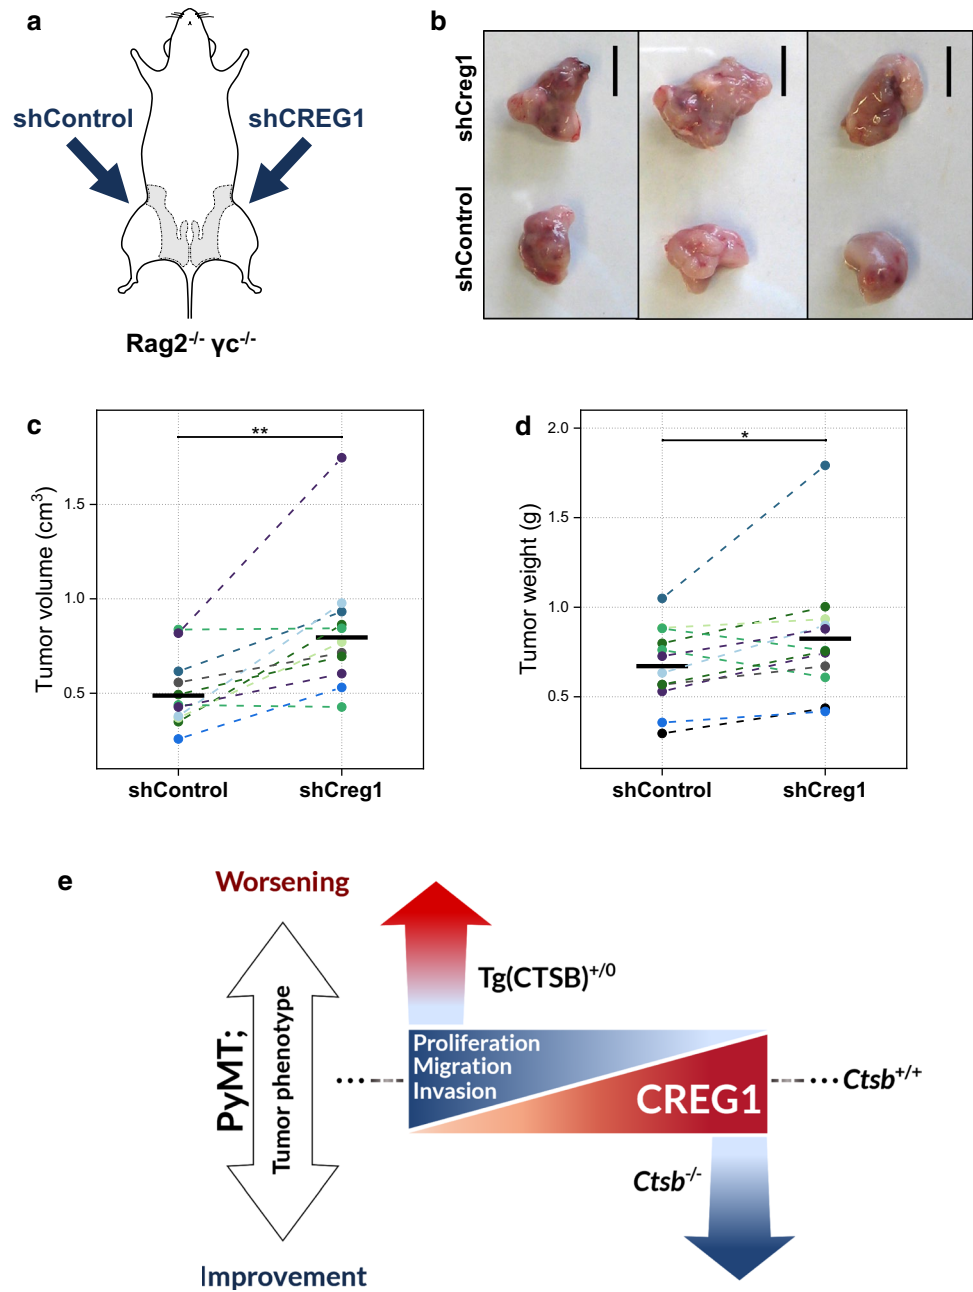 a
shControl
shCREG1
Rag2-/- γc-/-
b
shCreg1
shControl
c
Tumor volume (cm3)
**
1.5
1.0
0.5
shControl
shCreg1
d
Tumor weight (g)
*
2.0
1.5
1.0
0.5
shControl
shCreg1
e
Worsening
PyMT;
Tumor phenotype
Improvement
Tg(CTSB)+/0
Proliferation
Migration
Invasion
CREG1
Ctsb+/+
Ctsb-/-